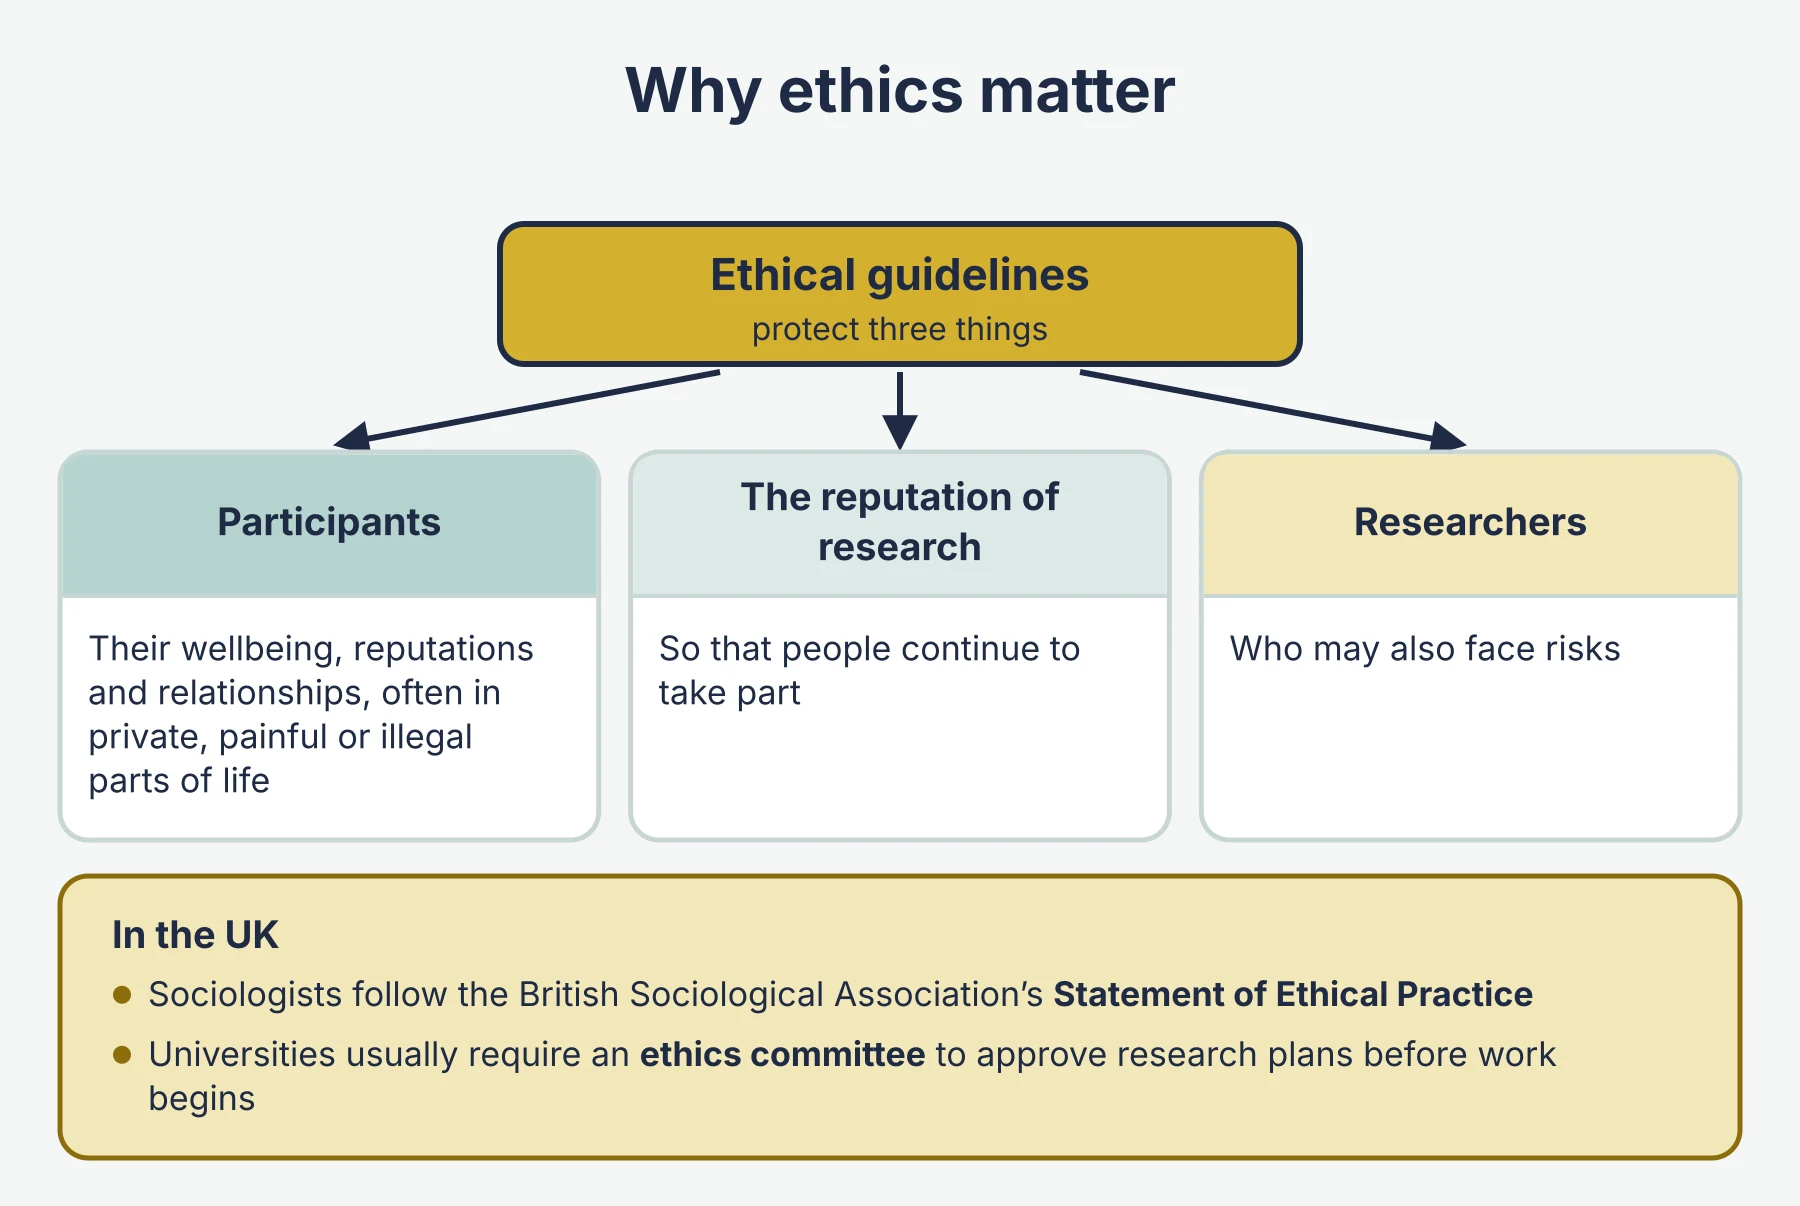 Why ethics matter
Ethical guidelines
protect three things
Participants
Their wellbeing, reputations
and relationships, often in
private, painful or illegal
parts of life
The reputation of
research
So that people continue to
take part
Researchers
Who may also face risks
In the UK
Sociologists follow the British Sociological Association’s Statement of Ethical Practice
Universities usually require an ethics committee to approve research plans before work
begins